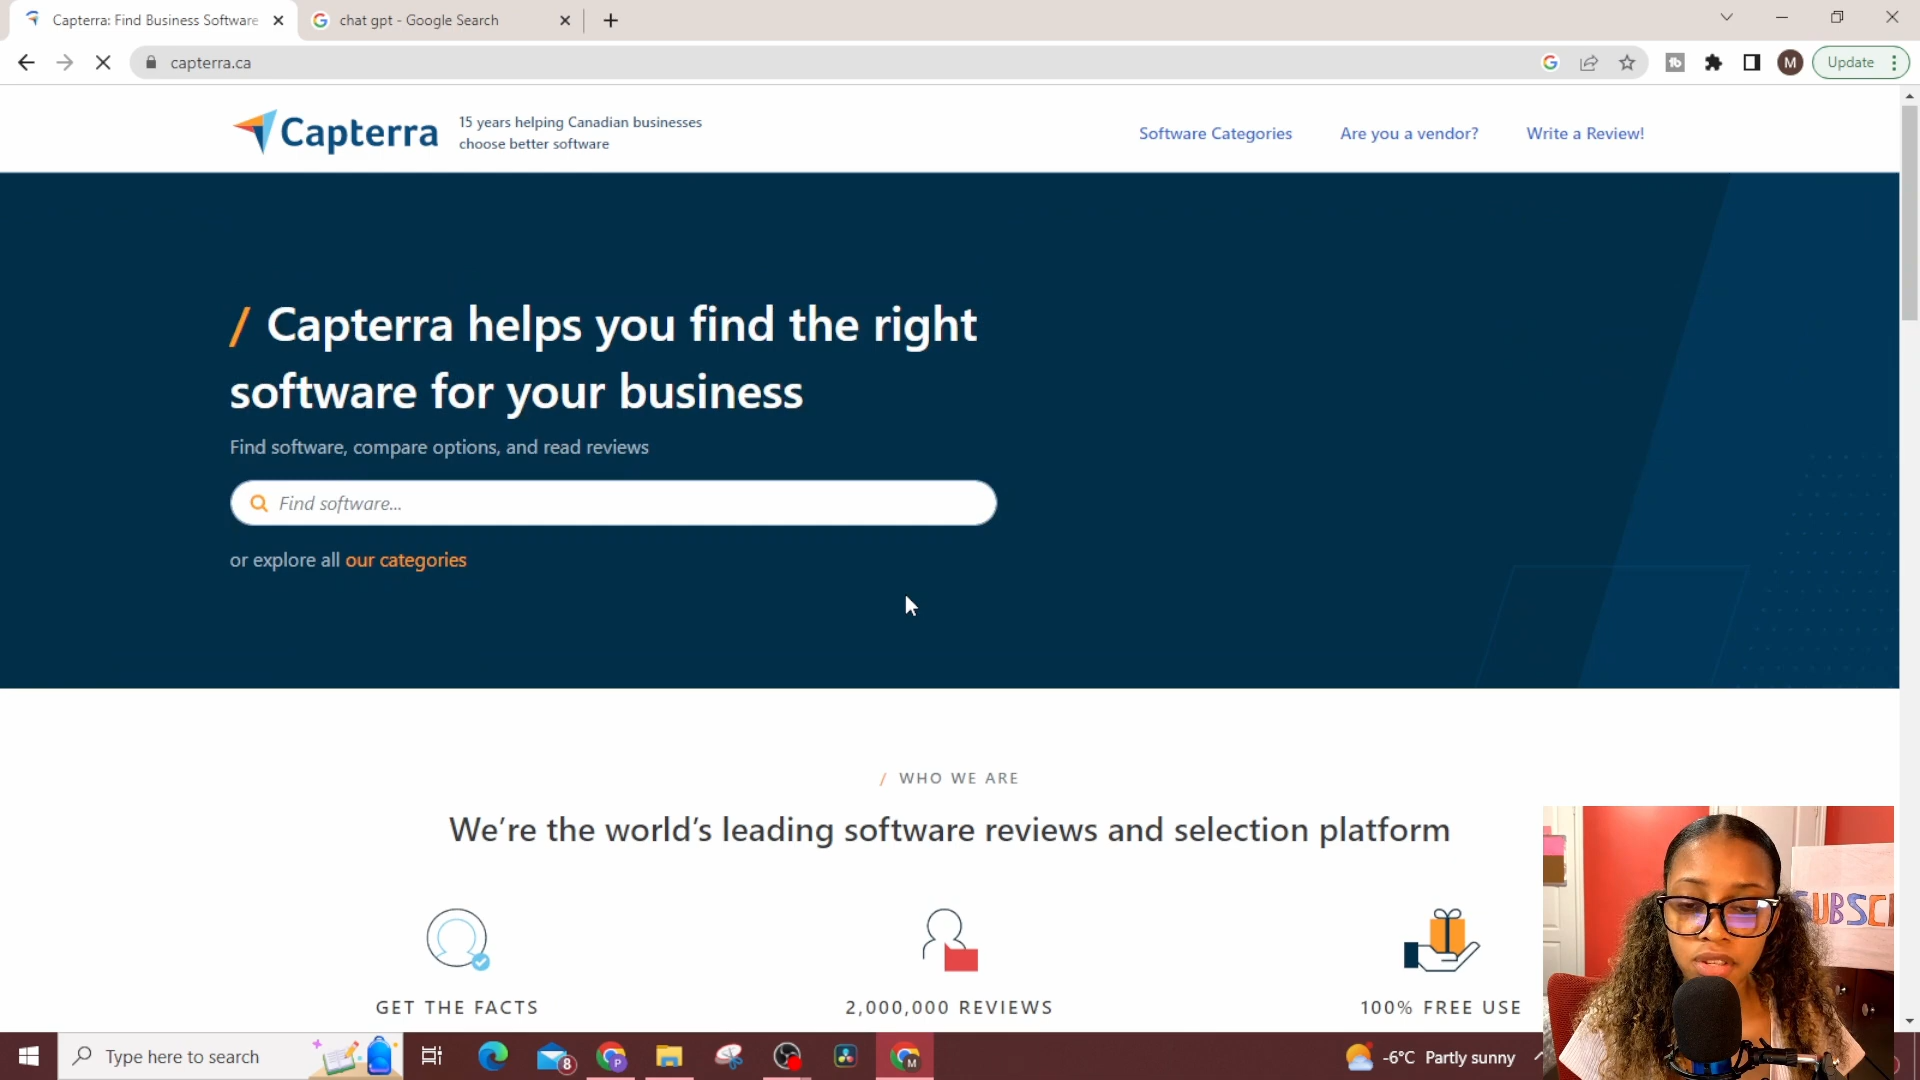 Capterra: Find Business Software
chat gpt - Google Search
capterra.ca
Update
Capterra
15 years helping Canadian businesses
choose better software
Software Categories
Are you a vendor?
Write a Review!
/ Capterra helps you find the right
software for your business
Find software, compare options, and read reviews
Find software...
or explore all our categories
/ WHO WE ARE
We're the world's leading software reviews and selection platform
GET THE FACTS
2,000,000 REVIEWS
100% FREE USE
SUBSCI
Type here to search
8
P
M
-6°C Partly sunny
M